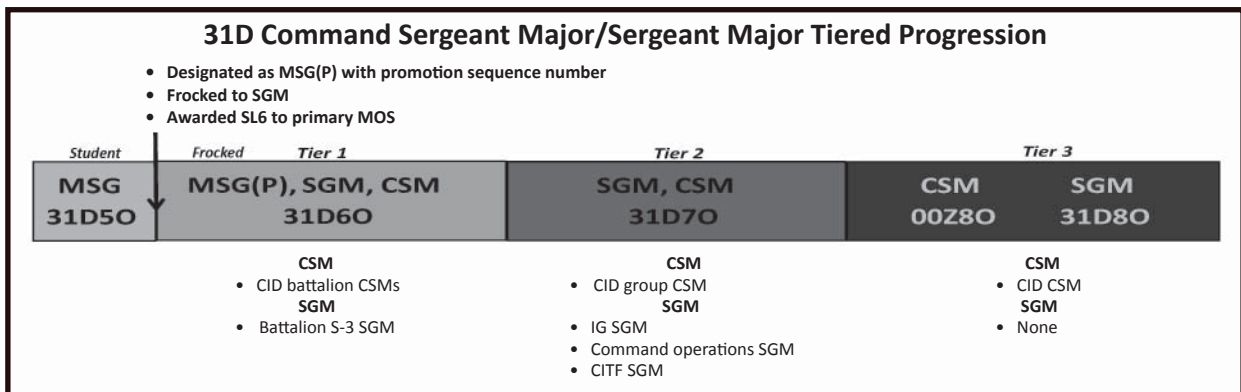 31D Command Sergeant Major/Sergeant Major Tiered Progression
• Designated as MSG(P) with promotion sequence number
• Frocked to SGM
• Awarded SL6 to primary MOS
Student Frocked Tier 1 Tier 2 Tier 3
MSG MSG(P), SGM, CSM SGM, CSM CSM SGM
31D5O 31D6O 31D7O 00Z8O 31D8O
CSM CSM CSM
• CID battalion CSMs • CID group CSM • CID CSM
SGM SGM SGM
• Battalion S-3 SGM • IG SGM • None
• Command operations SGM
• CITF SGM